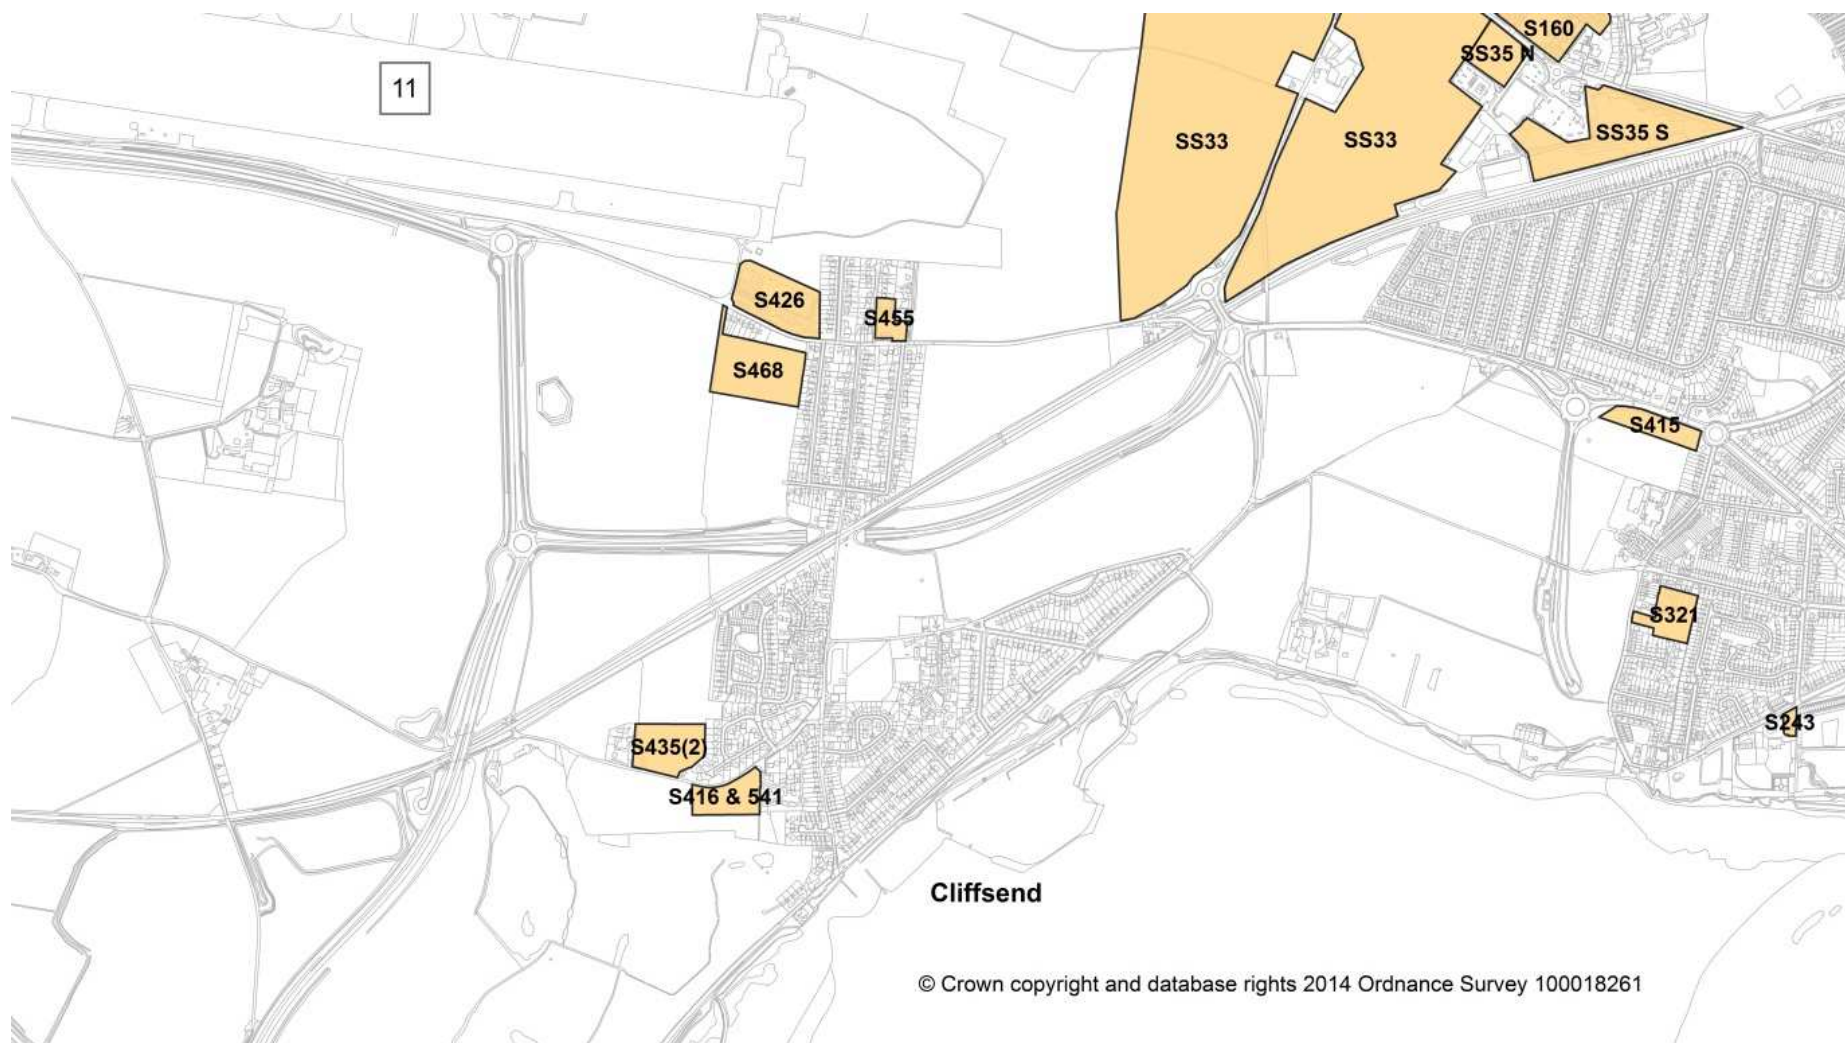 S160
SS35 N
11
SS33
SS33
SS35 S
S426
S455
S468
S415
S321
S243
S435(2)
S416 & 541
Cliffsend
© Crown copyright and database rights 2014 Ordnance Survey 100018261